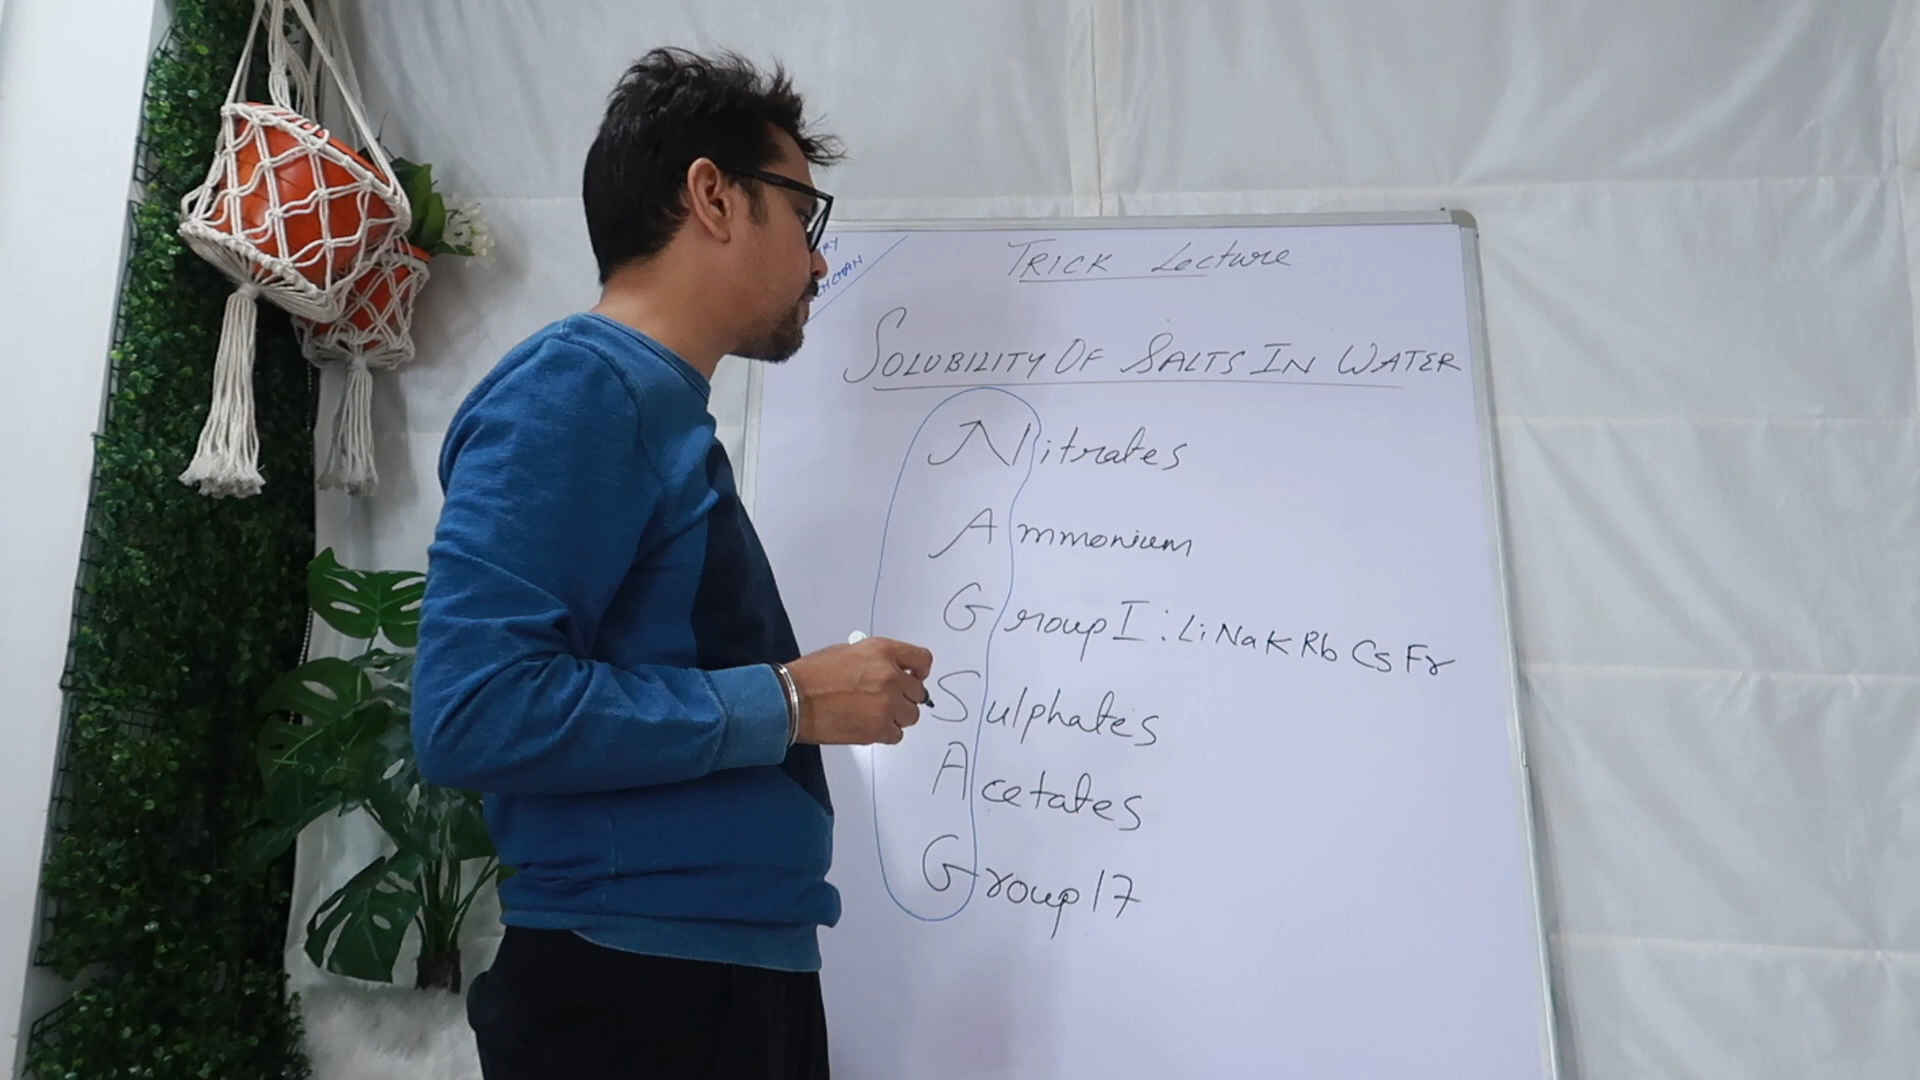 TRICK Lecture
SOLUBILITY OF SALTS IN WATER
Nitrates
Ammonium
Group I : Li Na K Rb Cs Fr
Sulphates
Acetates
Group 17